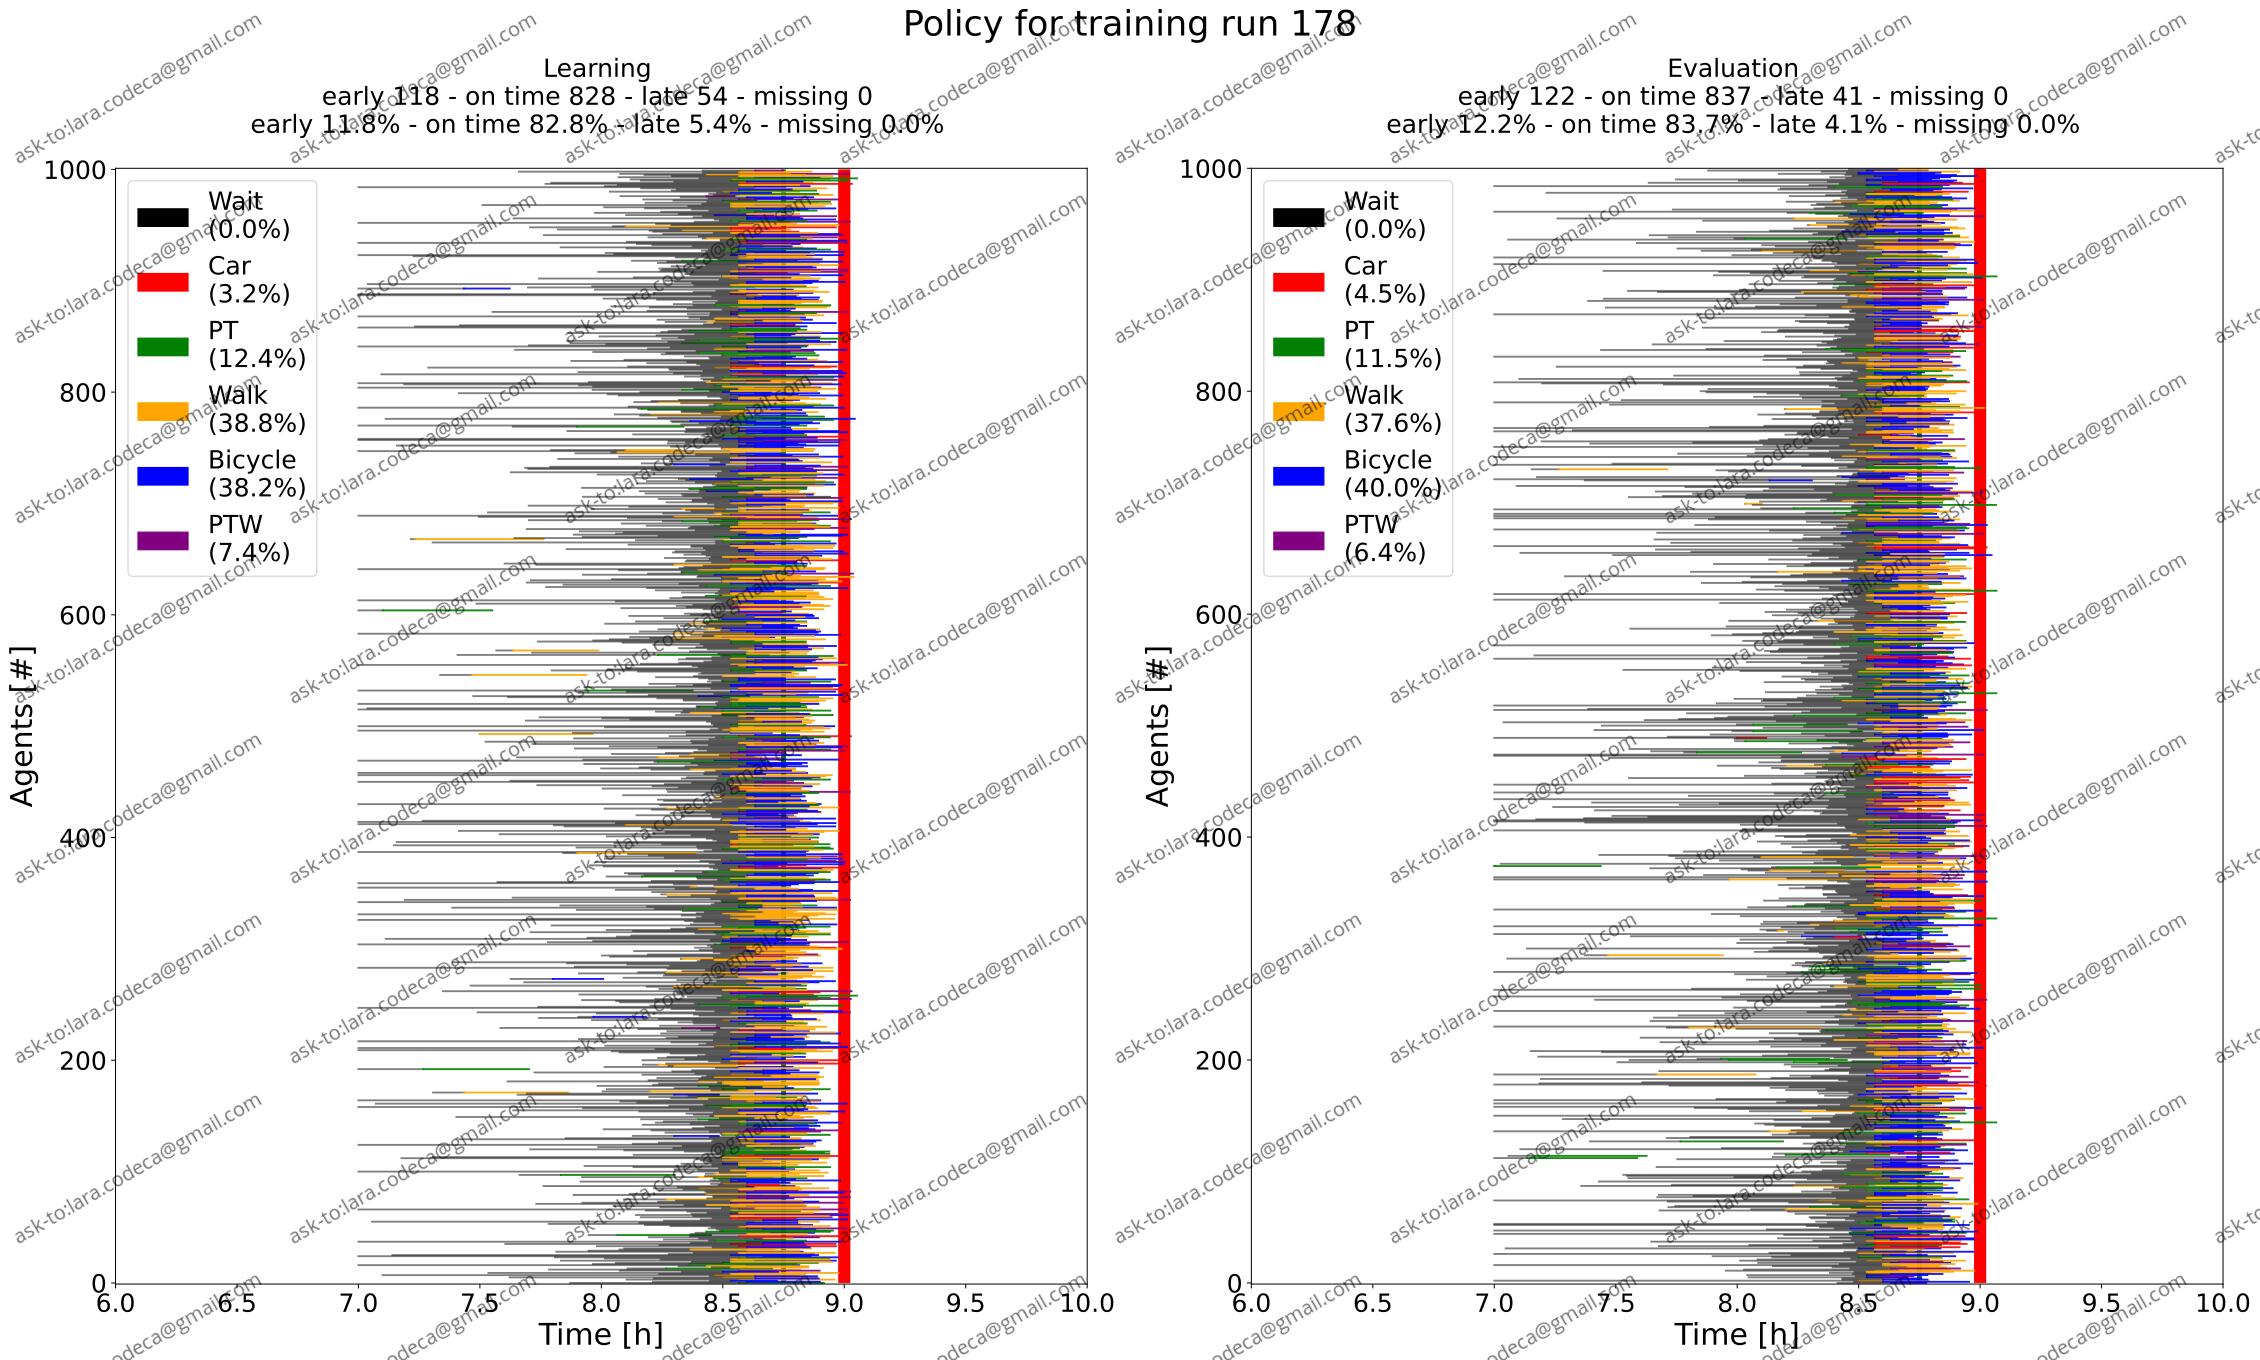 Policy for training run 178
Learning
early 118 - on time 828 - late 54 - missing 0
early 11.8% - on time 82.8% - late 5.4% - missing 0.0%
1000
800
600
400
200
0
Agents [#]
Wait
(0.0%)
Car
(3.2%)
PT
(12.4%)
Walk
(38.8%)
Bicycle
(38.2%)
PTW
(7.4%)
6.0 6.5 7.0 7.5 8.0 8.5 9.0 9.5 10.0
Time [h]
Evaluation
early 122 - on time 837 - late 41 - missing 0
early 12.2% - on time 83.7% - late 4.1% - missing 0.0%
1000
800
600
400
200
0
Agents [#]
Wait
(0.0%)
Car
(4.5%)
PT
(11.5%)
Walk
(37.6%)
Bicycle
(40.0%)
PTW
(6.4%)
6.0 6.5 7.0 7.5 8.0 8.5 9.0 9.5 10.0
Time [h]
ask-to:lara.codeca@gmail.com